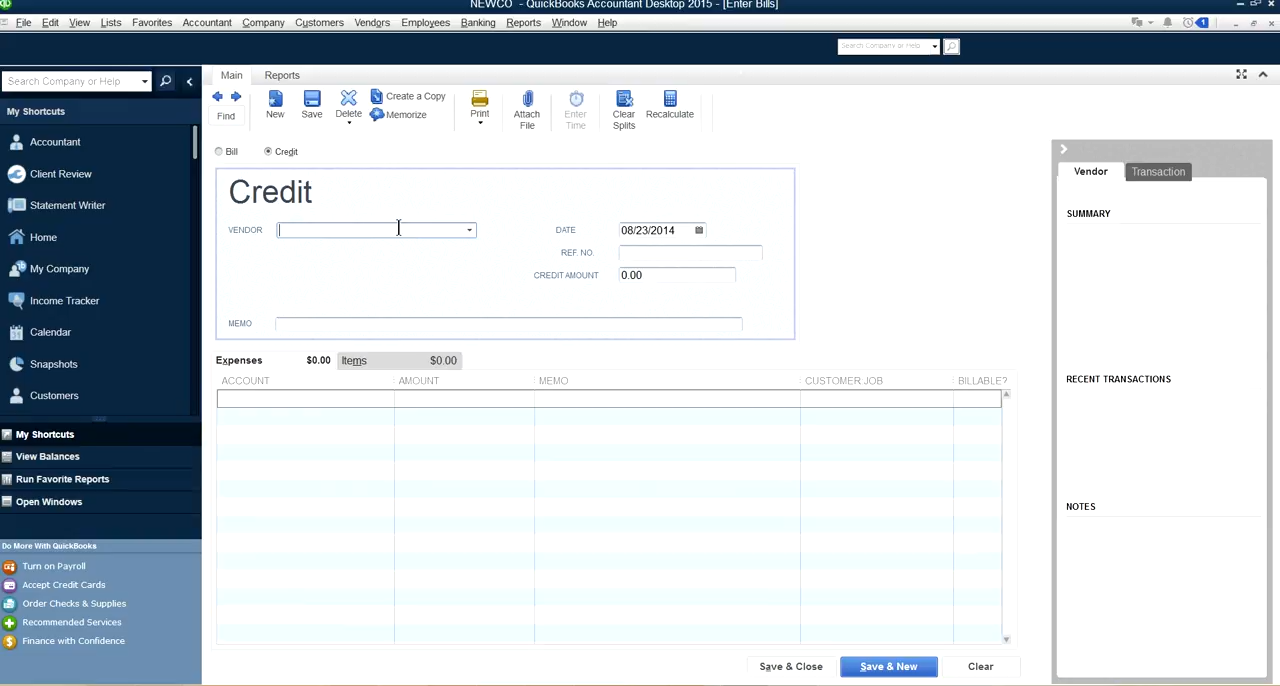 NEWCO - QuickBooks Accountant Desktop 2015 - [Enter Bills]
File Edit View Lists Favorites Accountant Company Customers Vendors Employees Banking Reports Window Help
1
Search Company or Help
Search Company or Help
My Shortcuts
Accountant
Client Review
Statement Writer
Home
My Company
Income Tracker
Calendar
Snapshots
Customers
My Shortcuts
View Balances
Run Favorite Reports
Open Windows
Do More With QuickBooks
Turn on Payroll
Accept Credit Cards
Order Checks & Supplies
Recommended Services
Finance with Confidence
Main Reports
Find
New
Save
Delete
Create a Copy
Memorize
Print
Attach
File
Enter
Time
Clear
Splits
Recalculate
Bill Credit
Credit
VENDOR
DATE 08/23/2014
REF. NO.
CREDIT AMOUNT 0.00
MEMO
Expenses $0.00 Items $0.00
ACCOUNT AMOUNT MEMO CUSTOMER:JOB BILLABLE?
Save & Close Save & New Clear
Vendor Transaction
SUMMARY
RECENT TRANSACTIONS
NOTES